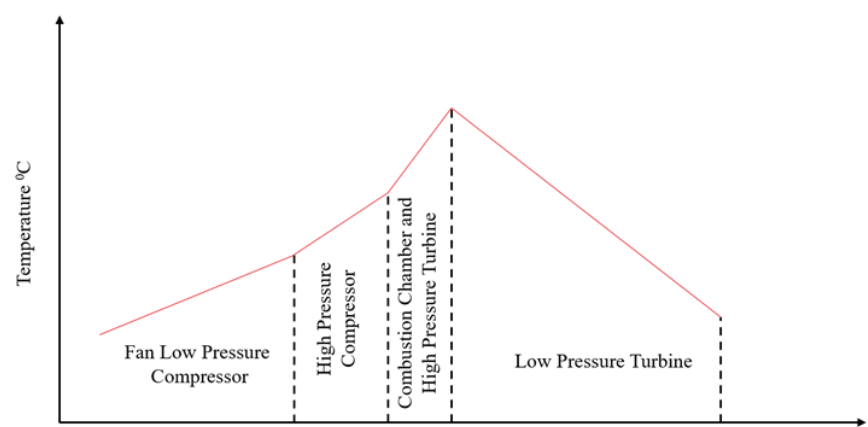 Temperature ⁰C
Fan Low Pressure
Compressor
High Pressure
Compressor
Combustion Chamber and
High Pressure Turbine
Low Pressure Turbine